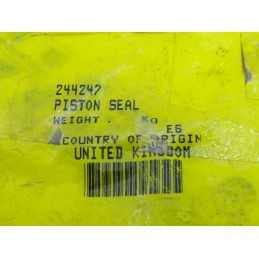 244247
PISTON SEAL
WEIGHT . Kg
E6
COUNTRY OF ORIGIN
UNITED KINGDOM